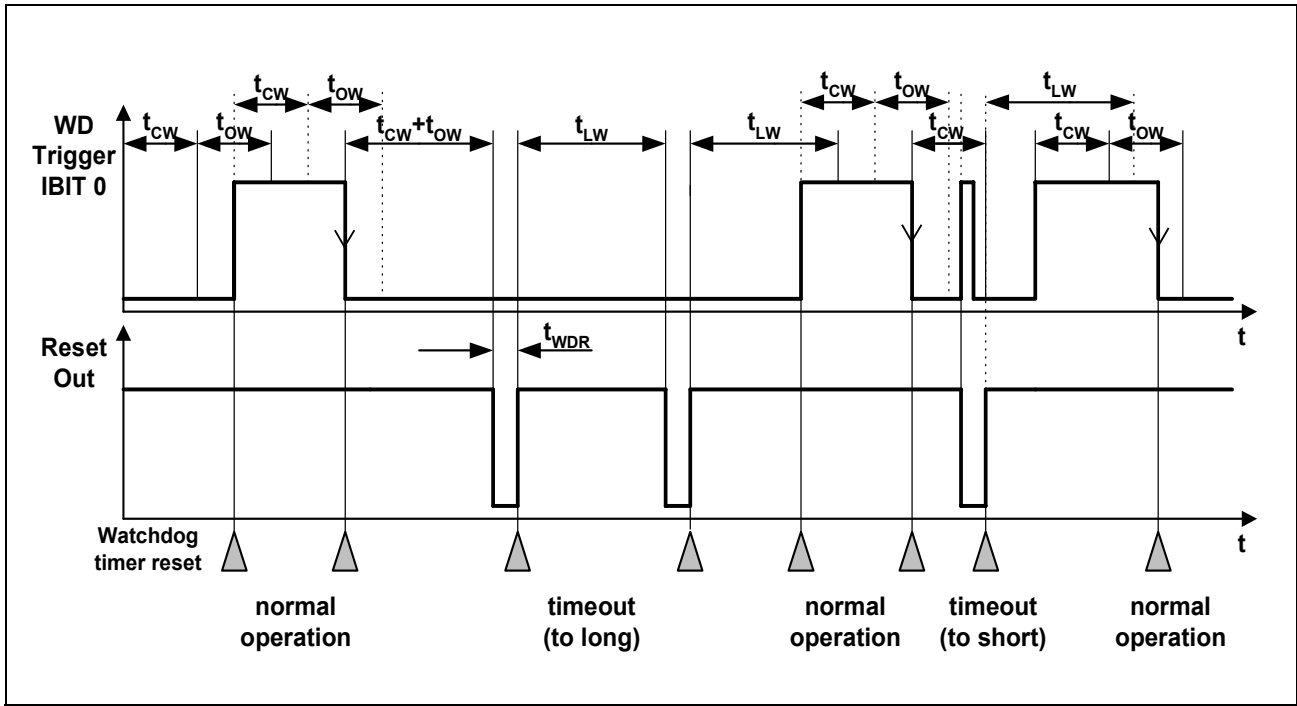 tCW tOW tCW tOW tLW
WD Trigger IBIT 0
tCW tOW tCW+tOW tLW tLW tCW tCW tOW
t
Reset Out
tWDR
Watchdog timer reset
t
normal operation
timeout (to long)
normal operation
timeout (to short)
normal operation